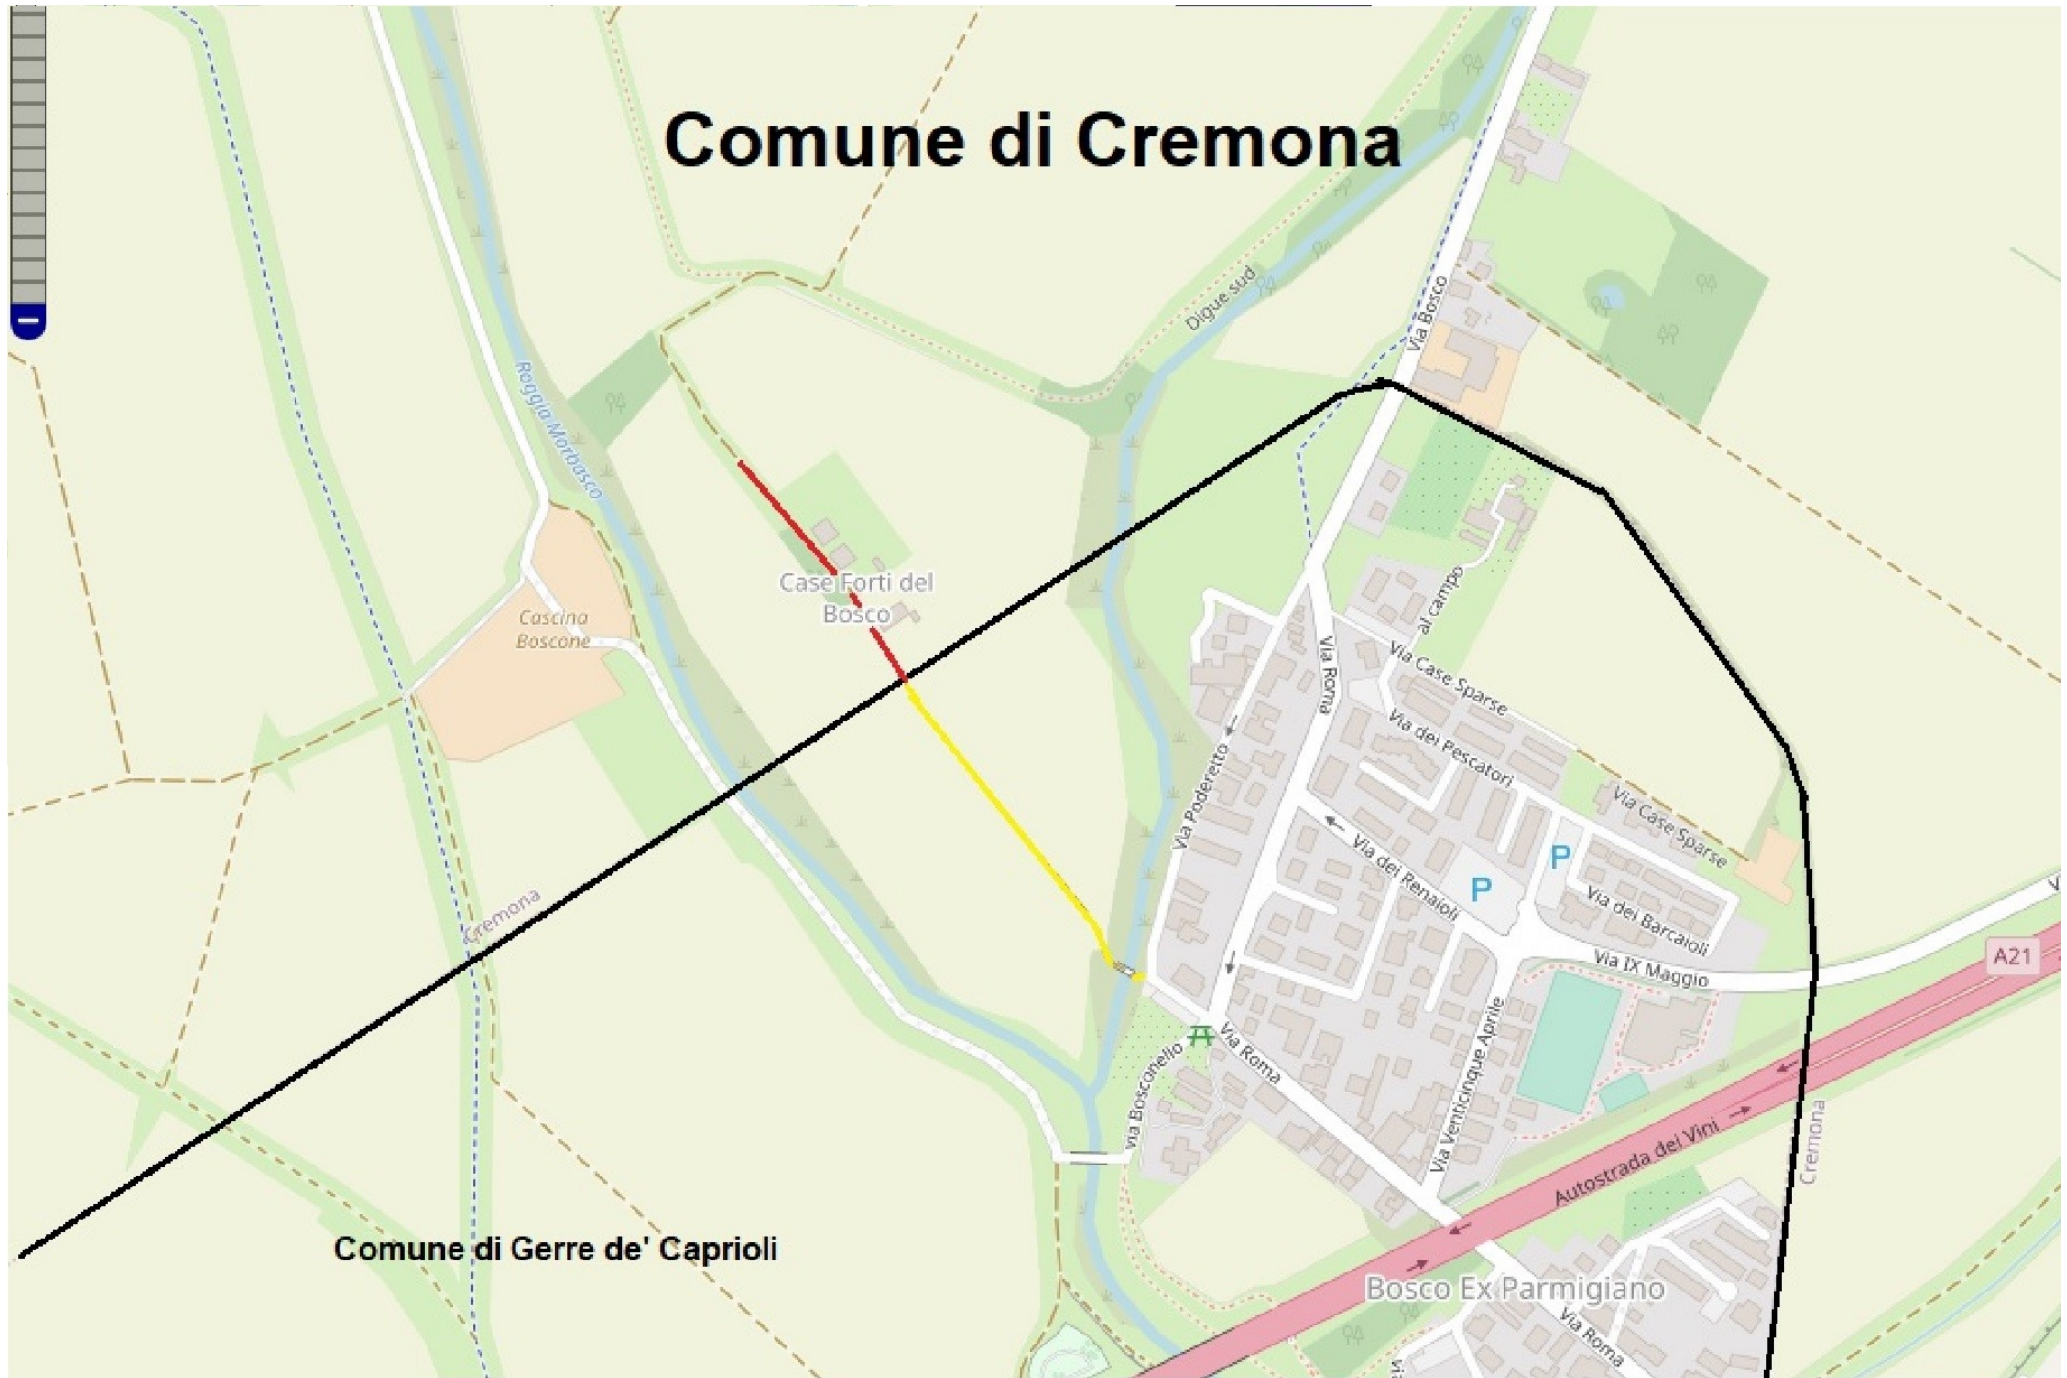 Comune di Cremona
Digue sud
Via Bosco
Roggia Morbasco
Case Forti del
Bosco
Cascina
Boscone
al campo
Via Roma
Via Case Sparse
Via dei Pescatori
Via Poderetto
Via Case Sparse
P
P
Via dei Renaioli
Via dei Barcaioli
Cremona
Via IX Maggio
A21
Via Venticinque Aprile
Via Roma
via Bosconello
Autostrada dei Vini
Cremona
Comune di Gerre de' Caprioli
Bosco Ex Parmigiano
Via Roma